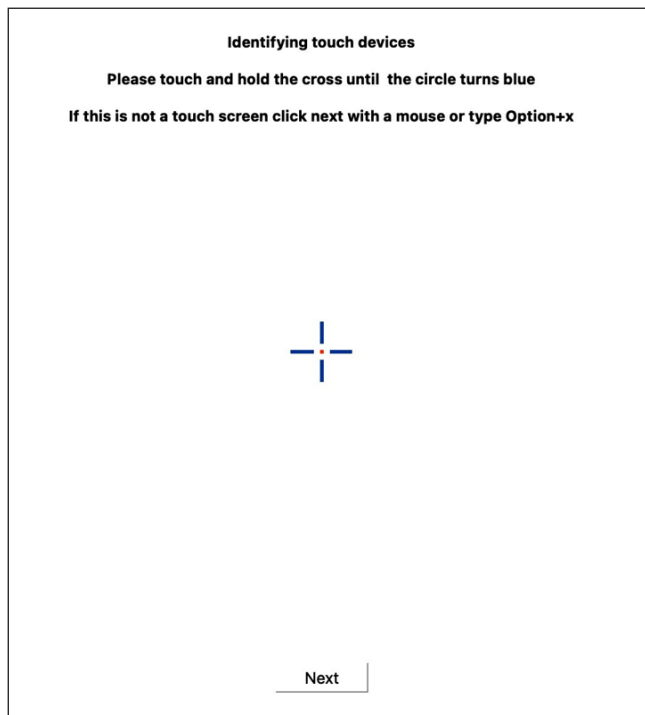 Identifying touch devices
Please touch and hold the cross until  the circle turns blue
If this is not a touch screen click next with a mouse or type Option+x
Next